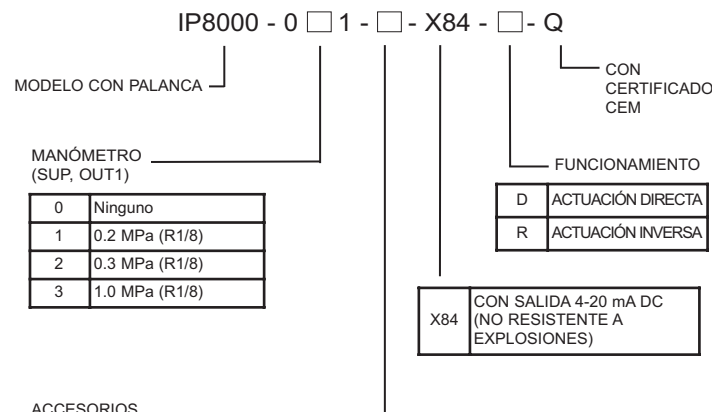 IP8000 - 0 □ 1 - □ - X84 - □ - Q
MODELO CON PALANCA
CON
CERTIFICADO
CEM
MANÓMETRO
(SUP, OUT1)
0 Ninguno
1 0.2 MPa (R1/8)
2 0.3 MPa (R1/8)
3 1.0 MPa (R1/8)
FUNCIONAMIENTO
D ACTUACIÓN DIRECTA
R ACTUACIÓN INVERSA
X84 CON SALIDA 4-20 mA DC
(NO RESISTENTE A
EXPLOSIONES)
ACCESORIOS